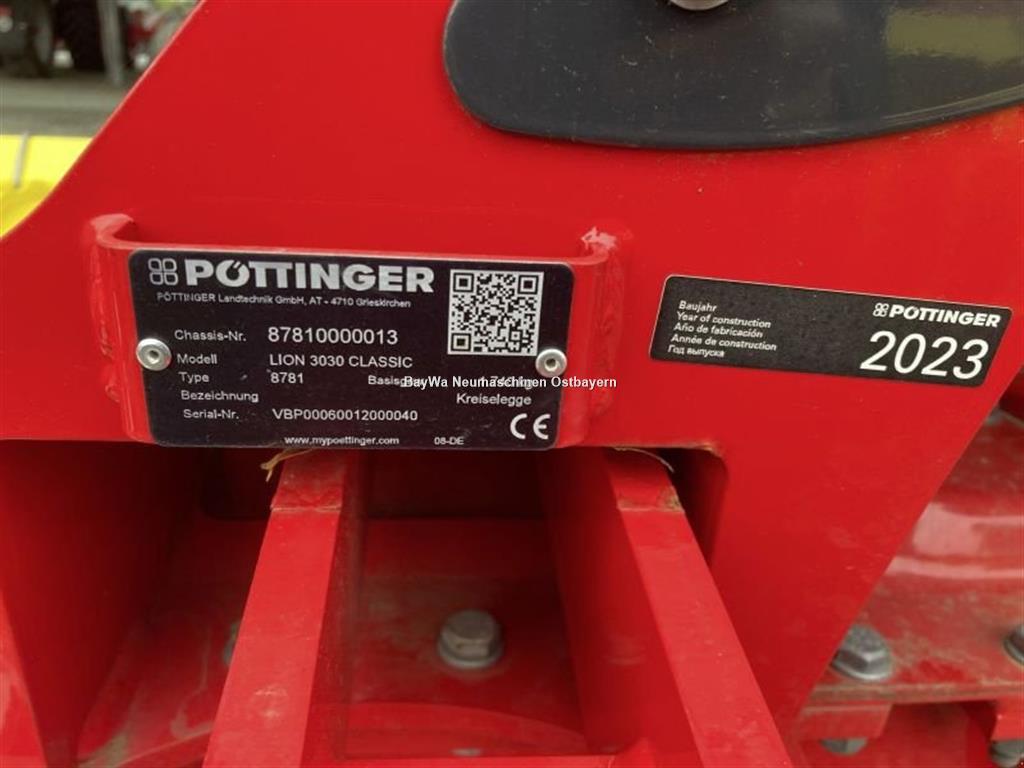 PÖTTINGER
PÖTTINGER Landtechnik GmbH, AT - 4710 Grieskirchen
Chassis-Nr. 87810000013
Modell LION 3030 CLASSIC
Type 8781
BayWa Neumaschinen Ostbayern
Bezeichnung Kreiselegge
Serial-Nr. VBP00060012000040
CE
www.mypoettinger.com 08-DE
Baujahr
Year of construction
Año de fabricación
Année de construction
Год выпуска
PÖTTINGER
2023